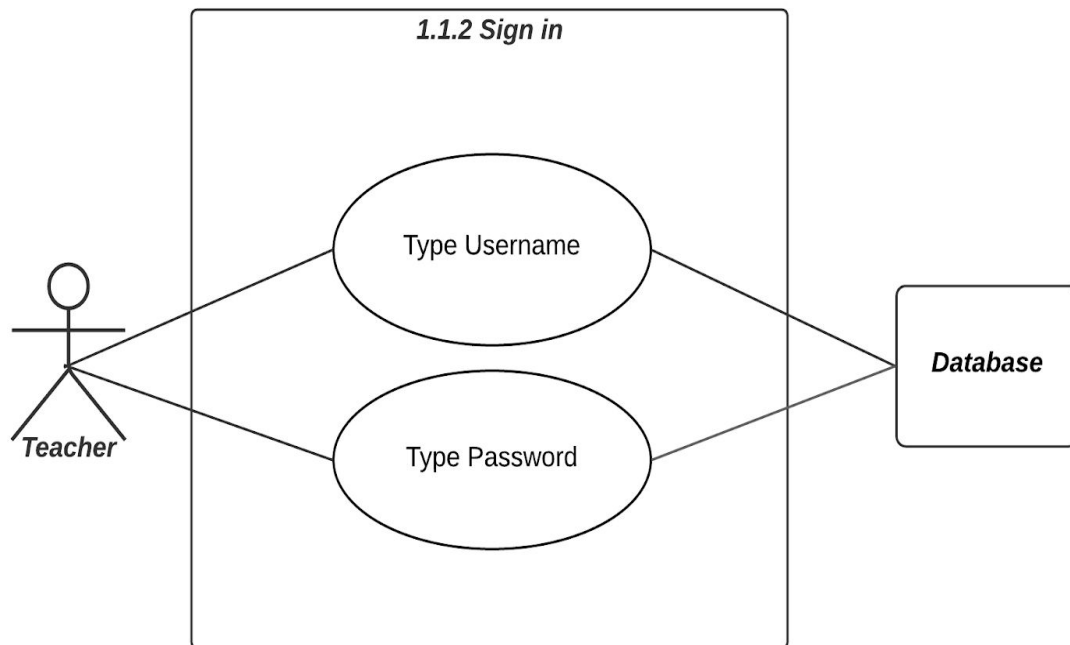 1.1.2 Sign in
Type Username
Database
Teacher
Type Password